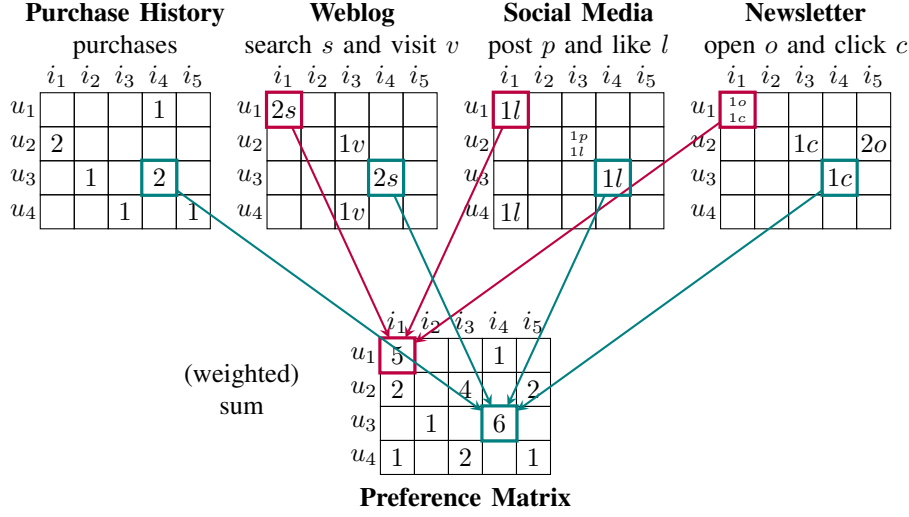 Purchase History Weblog Social Media Newsletter
purchases search s and visit v post p and like l open o and click c
i1 i2 i3 i4 i5 i1 i2 i3 i4 i5 i1 i2 i3 i4 i5 i1 i2 i3 i4 i5
u1 1 u1 2s u1 1l u1 1o 1c
u2 2 u2 1v u2 1p 1l u2 1c 2o
u3 1 2 u3 2s u3 1l u3 1c
u4 1 1 u4 1v u4 1l u4
i1 i2 i3 i4 i5
u1 5 1
(weighted)
u2 2 4 2
sum
u3 1 6
u4 1 2 1
Preference Matrix